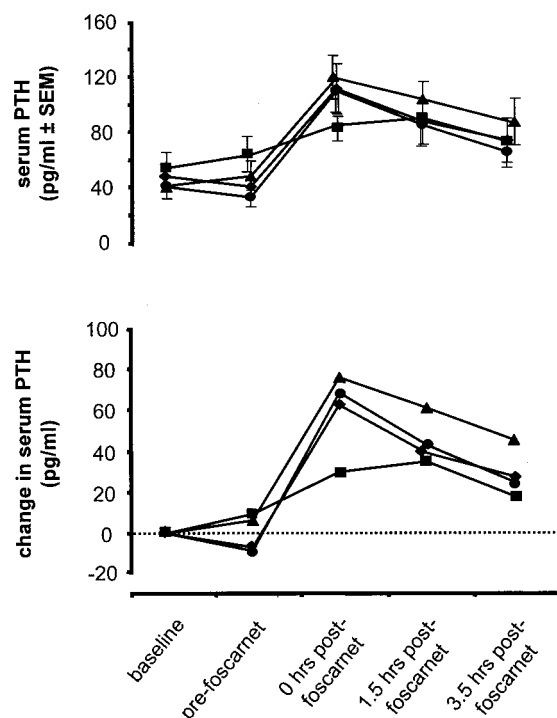 serum PTH
(pg/ml ± SEM)
160
120
80
40
0
change in serum PTH
(pg/ml)
100
80
60
40
20
0
-20
baseline
pre-foscarnet
0 hrs post-
foscarnet
1.5 hrs post-
foscarnet
3.5 hrs post-
foscarnet